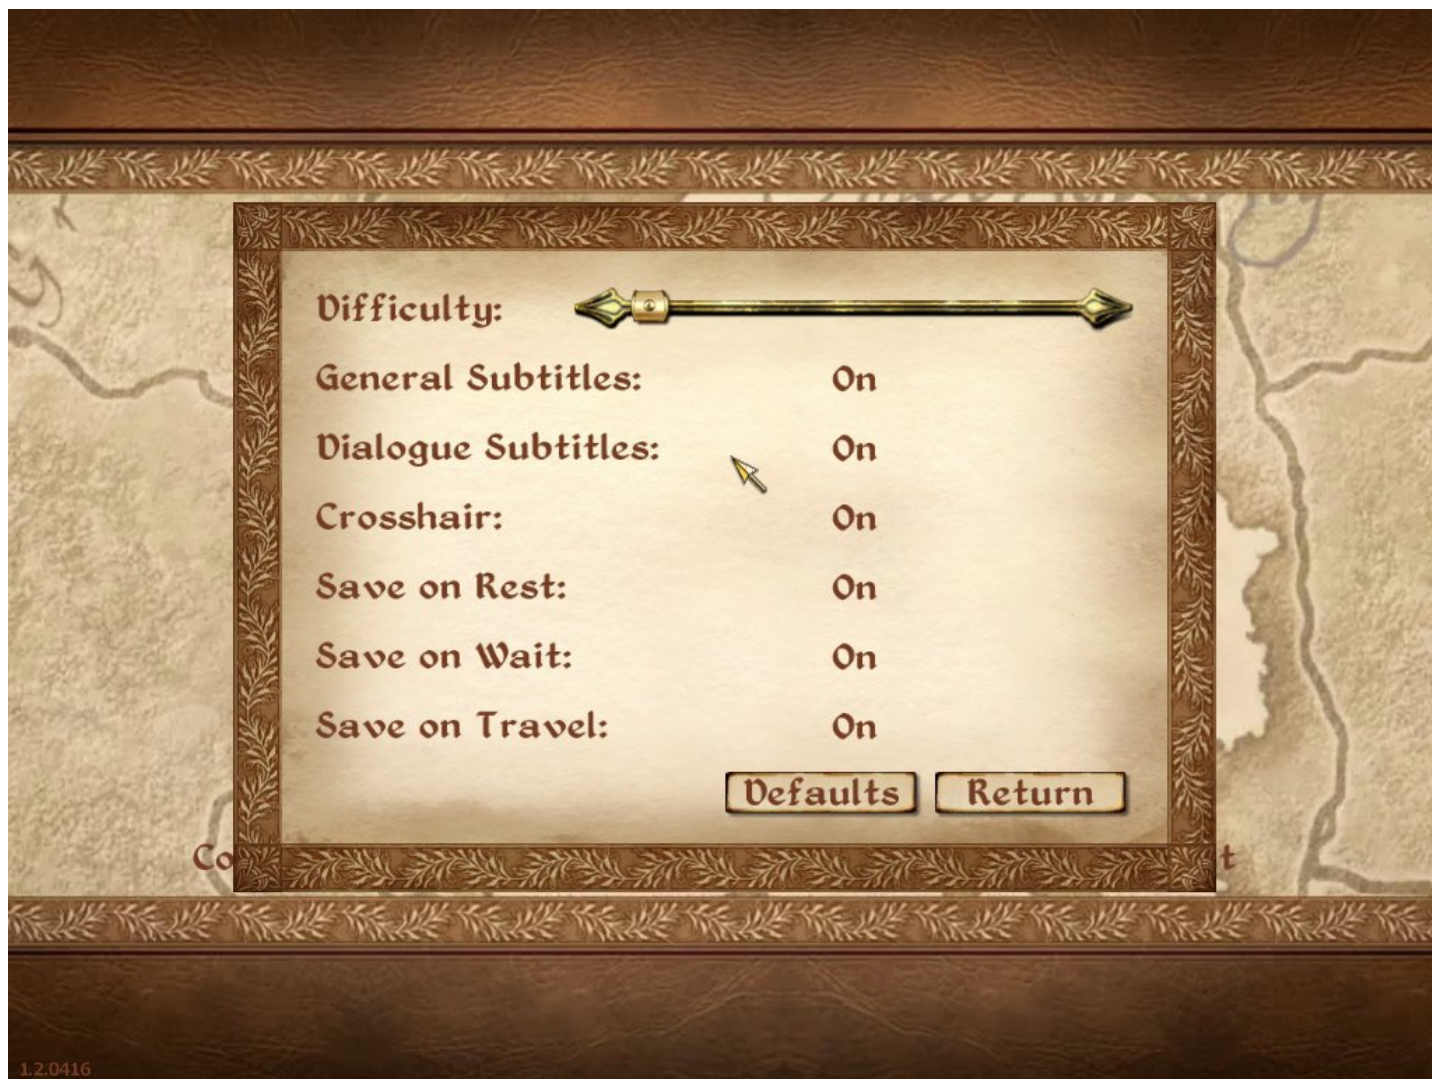 Difficulty:
General Subtitles: On
Dialogue Subtitles: On
Crosshair: On
Save on Rest: On
Save on Wait: On
Save on Travel: On
Defaults Return
Co t
1.2.0416